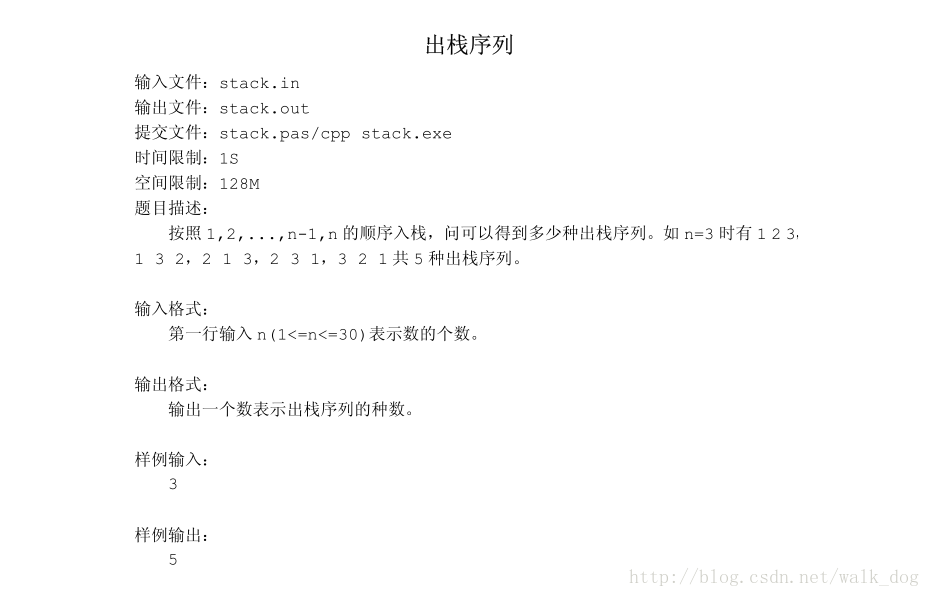 出栈序列
输入文件：stack.in
输出文件：stack.out
提交文件：stack.pas/cpp stack.exe
时间限制：1S
空间限制：128M
题目描述：
按照 1,2,...,n-1,n 的顺序入栈，问可以得到多少种出栈序列。如 n=3 时有 1 2 3，
1 3 2，2 1 3，2 3 1，3 2 1 共 5 种出栈序列。
输入格式：
第一行输入 n(1<=n<=30)表示数的个数。
输出格式：
输出一个数表示出栈序列的种数。
样例输入：
3
样例输出：
5
http://blog.csdn.net/walk_dog